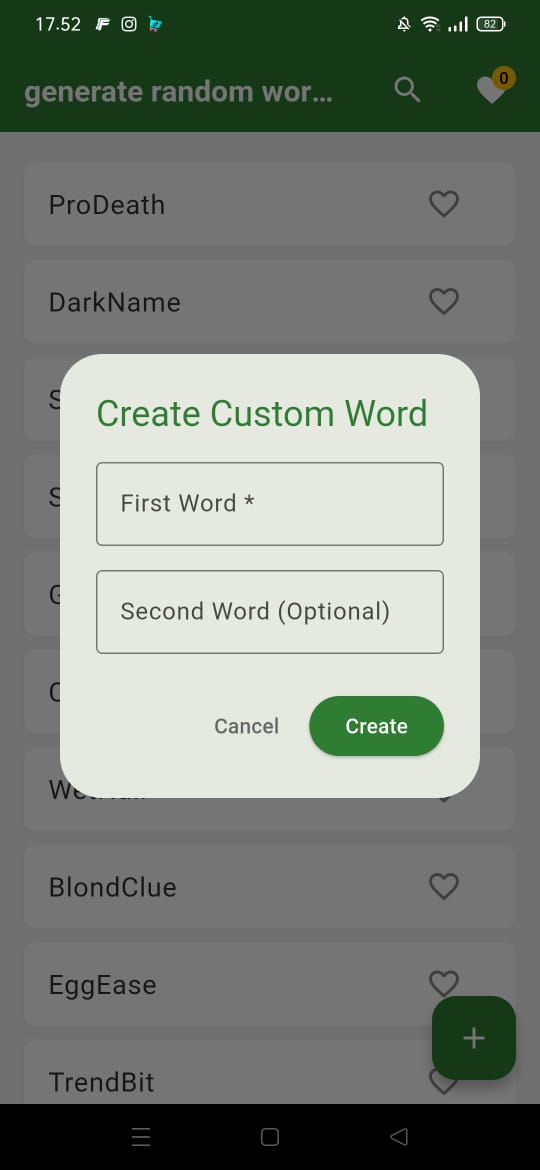 17.52
82
generate random wor...
0
ProDeath
DarkName
Create Custom Word
First Word *
Second Word (Optional)
Cancel
Create
BlondClue
EggEase
TrendBit